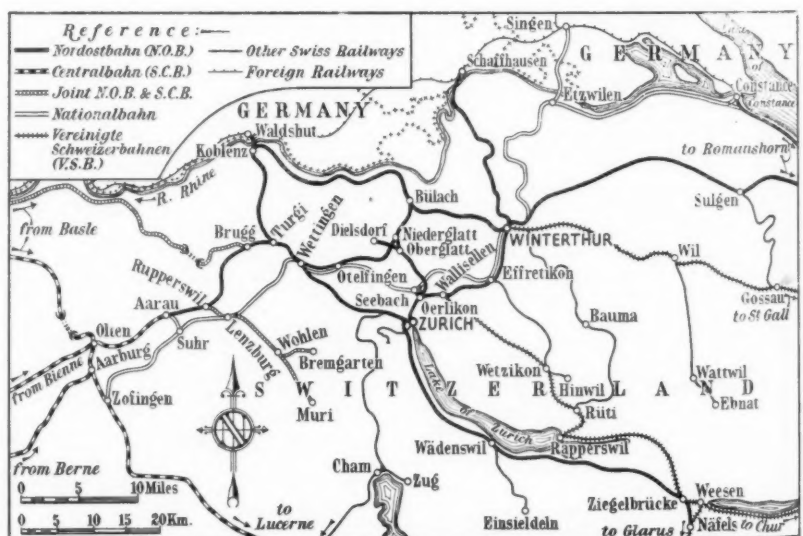 Reference:—
Nordostbahn (N.O.B.)
Centralbahn (S.C.B.)
Joint N.O.B. & S.C.B.
Nationalbahn
Vereinigte
Schweizerbahnen
(V.S.B.)
Other Swiss Railways
Foreign Railways
Singen
Schaffhausen
GERMANY
Etzwilen
Constance
L. of
Constance
GERMANY
Waldshut
Koblenz
R. Rhine
to Romanshorn
Bülach
Sulgen
from Basle
Brugg
Turgi
Wettingen
Dielsdorf
Niederglatt
Oberglatt
WINTERTHUR
Wil
Rupperswil
Otelfingen
Wallisellen
Effretikon
Seebach
Oerlikon
Gossau
to St Gall
Aarau
ZURICH
Bauma
Olten
Suhr
Lenzburg
Wohlen
Bremgarten
Aarburg
from Bienne
Wetzikon
Hinwil
Wattwil
Ebnat
SWITZERLAND
Zofingen
Muri
Lake of Zurich
Rüti
from Berne
Wädenswil
Rapperswil
Cham
Zug
0 5 10 Miles
0 5 10 15 20 Km.
to
Lucerne
Einsieldeln
Ziegelbrücke
Weesen
to Glarus
Näfels
to Chur